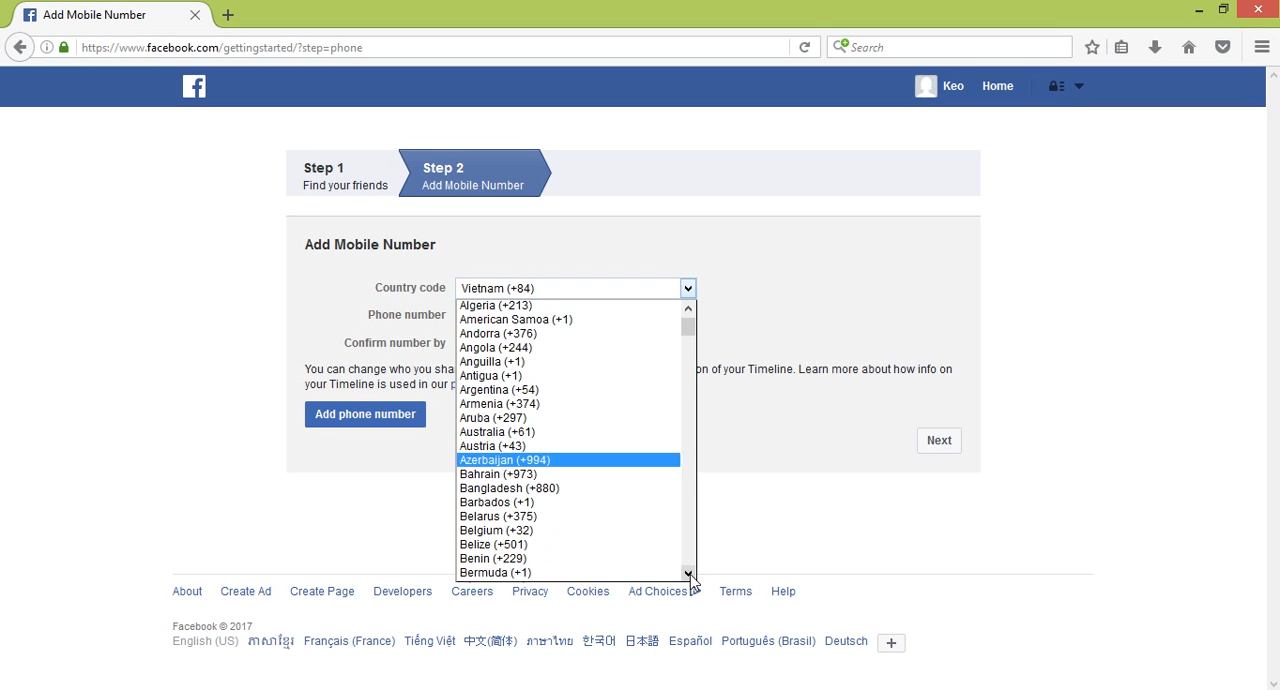 Add Mobile Number
https://www.facebook.com/gettingstarted/?step=phone
Search
Keo Home
Step 1
Find your friends
Step 2
Add Mobile Number
Add Mobile Number
Country code
Vietnam (+84)
Phone number
Confirm number by
Algeria (+213)
American Samoa (+1)
Andorra (+376)
Angola (+244)
Anguilla (+1)
Antigua (+1)
Argentina (+54)
Armenia (+374)
Aruba (+297)
Australia (+61)
Austria (+43)
Azerbaijan (+994)
Bahrain (+973)
Bangladesh (+880)
Barbados (+1)
Belarus (+375)
Belgium (+32)
Belize (+501)
Benin (+229)
Bermuda (+1)
You can change who you sha on of your Timeline. Learn more about how info on
your Timeline is used in our p
Add phone number
Next
About Create Ad Create Page Developers Careers Privacy Cookies Ad Choices Terms Help
Facebook © 2017
English (US) ភាសាខ្មែរ Français (France) Tiếng Việt 中文(简体) ภาษาไทย 한국어 日本語 Español Português (Brasil) Deutsch